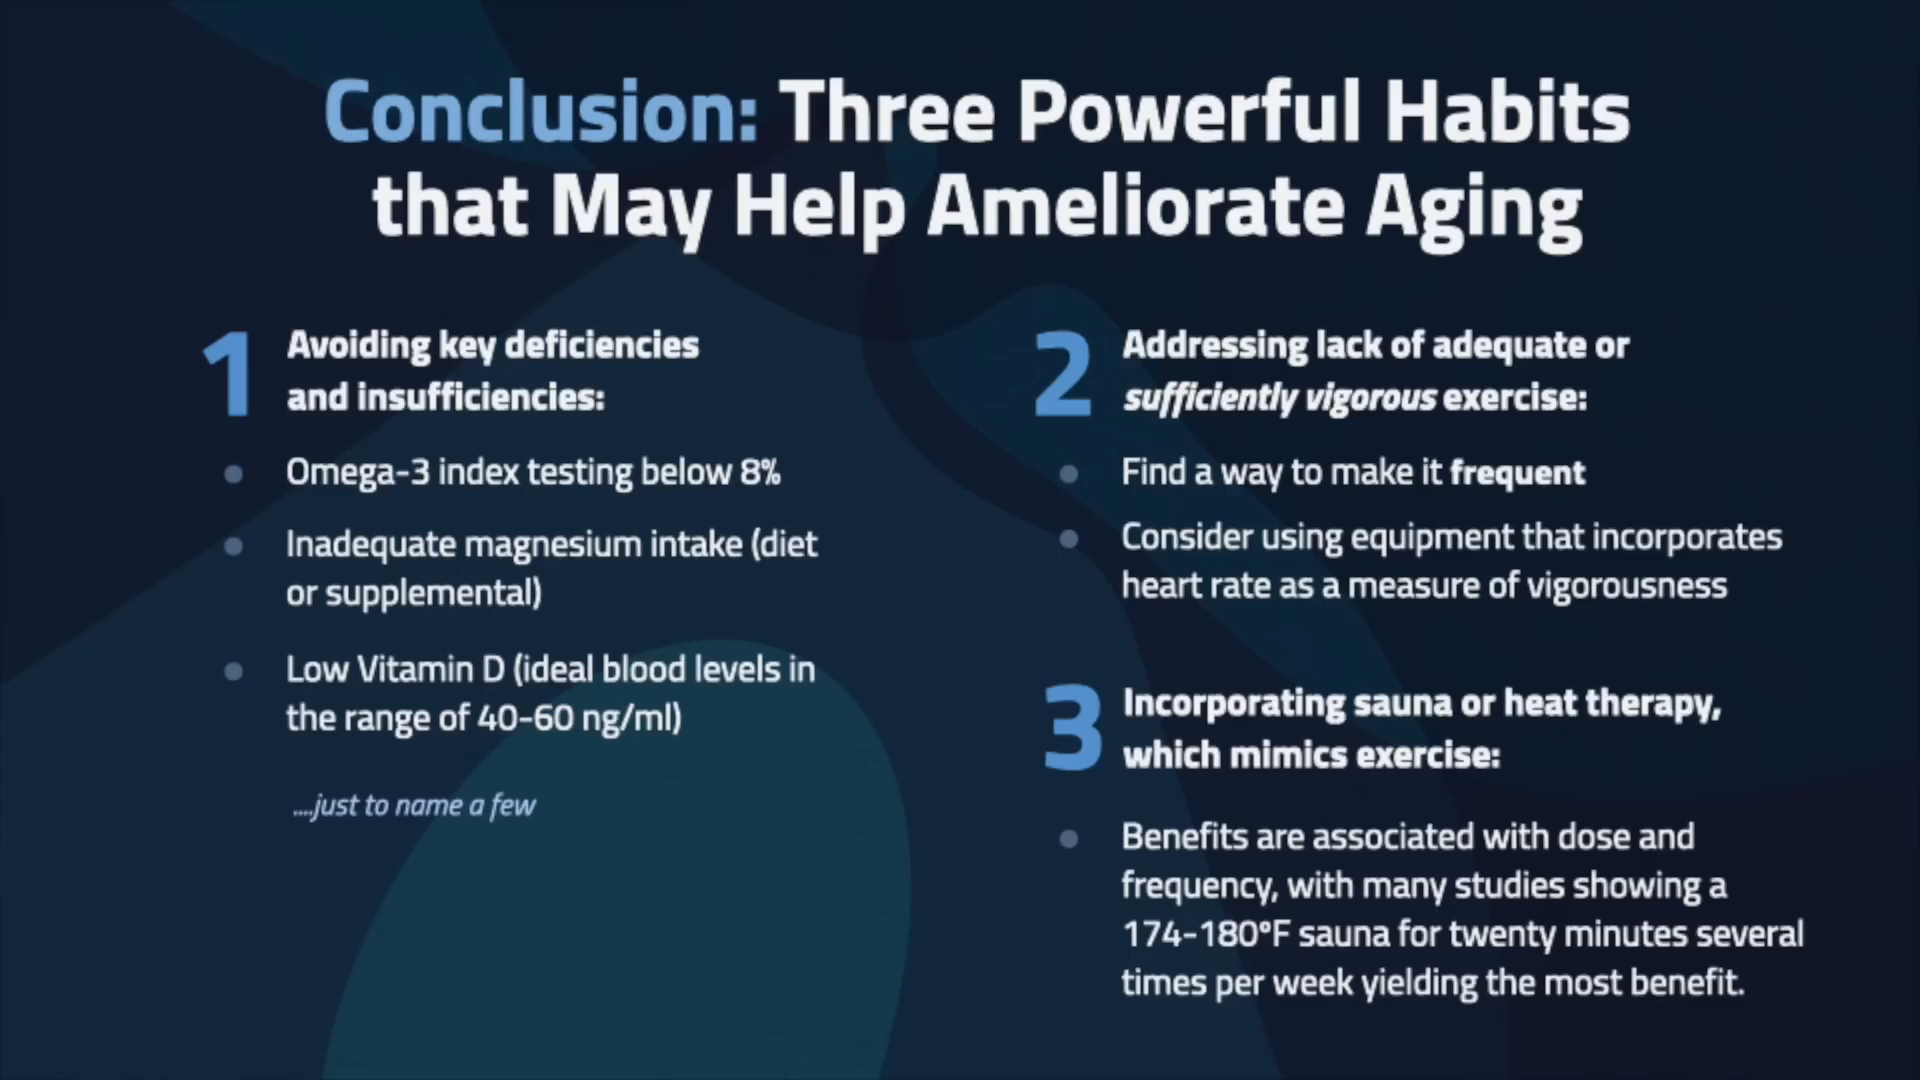 Conclusion: Three Powerful Habits
that May Help Ameliorate Aging
1
Avoiding key deficiencies
and insufficiencies:
Omega-3 index testing below 8%
Inadequate magnesium intake (diet
or supplemental)
Low Vitamin D (ideal blood levels in
the range of 40-60 ng/ml)
....just to name a few
2
Addressing lack of adequate or
sufficiently vigorous exercise:
Find a way to make it frequent
Consider using equipment that incorporates
heart rate as a measure of vigorousness
3
Incorporating sauna or heat therapy,
which mimics exercise:
Benefits are associated with dose and
frequency, with many studies showing a
174-180°F sauna for twenty minutes several
times per week yielding the most benefit.